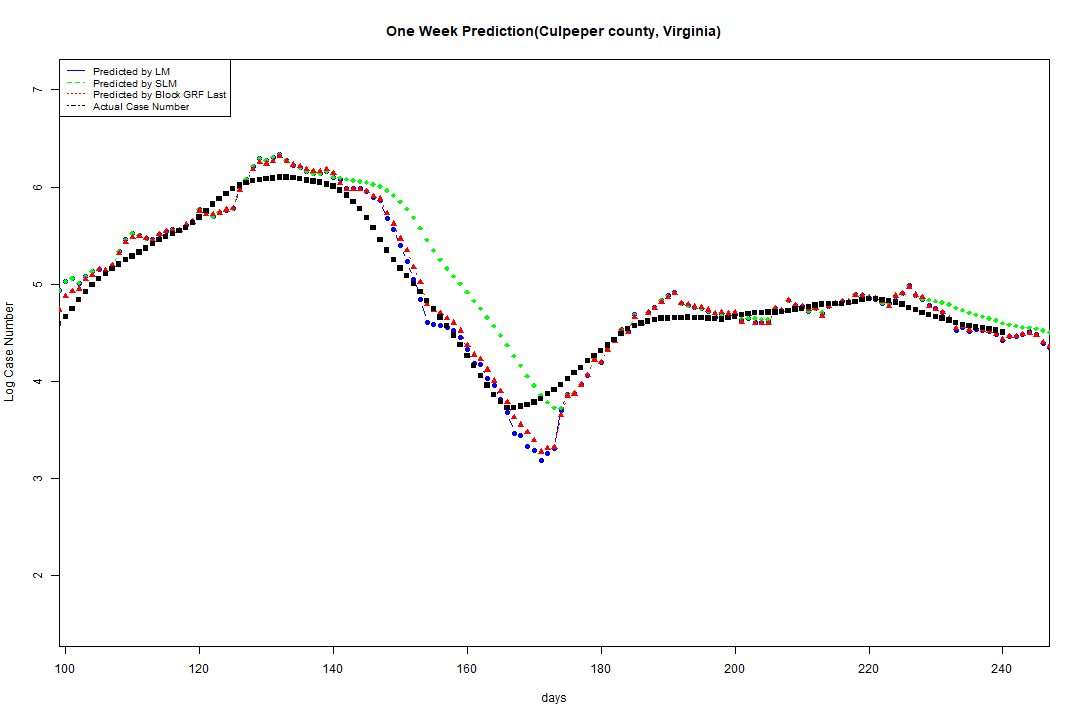 One Week Prediction(Culpeper county, Virginia)
Predicted by LM
Predicted by SLM
Predicted by Block GRF Last
Actual Case Number
7
6
5
4
3
2
Log Case Number
100 120 140 160 180 200 220 240
days